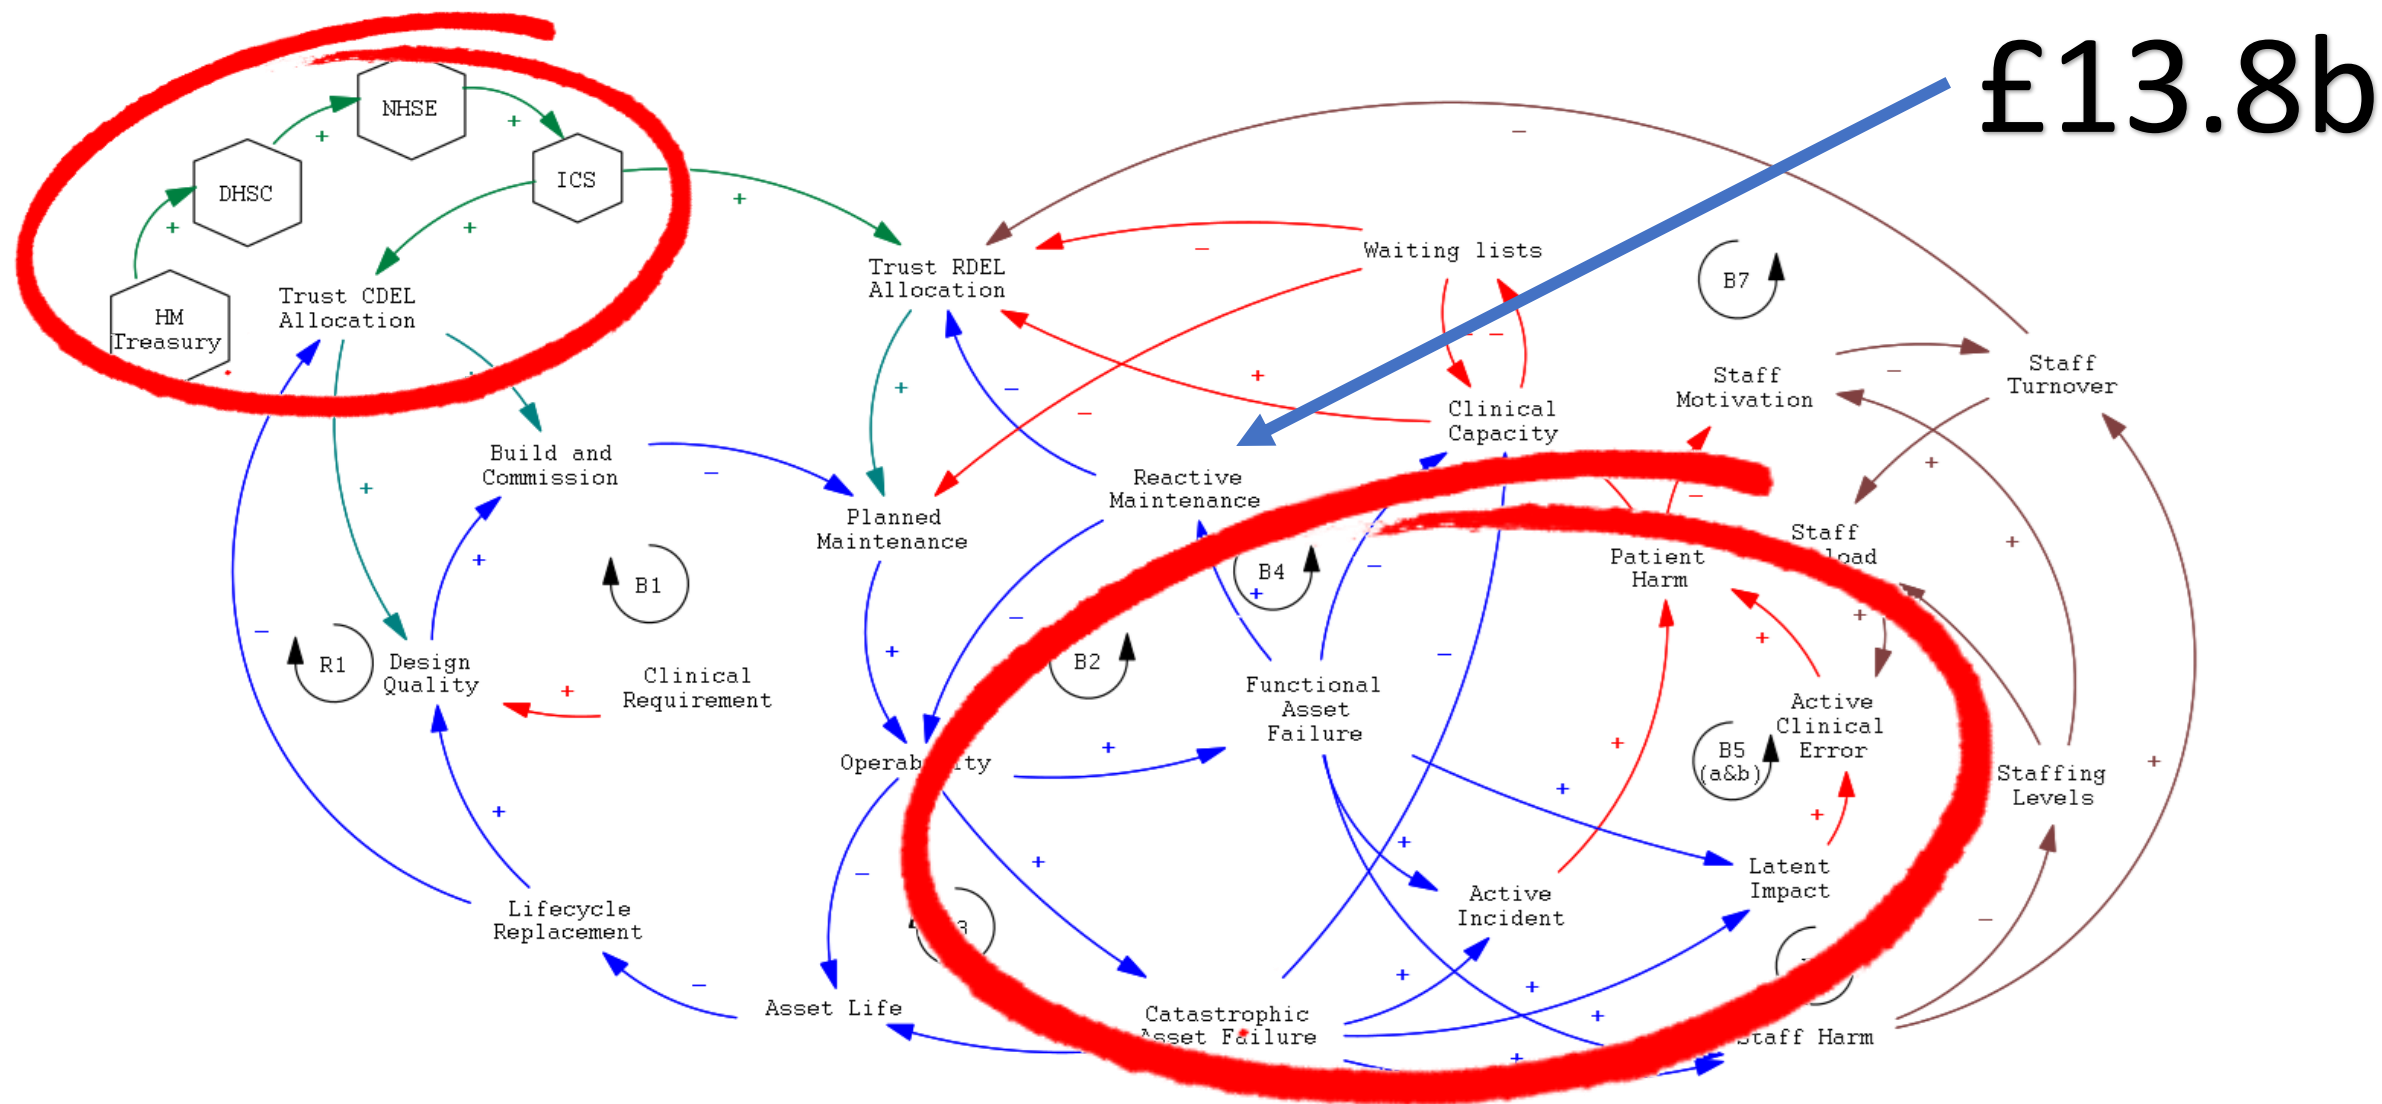 £13.8b
NHSE
DHSC
ICS
HM
Treasury
Trust CDEL
Allocation
Trust RDEL
Allocation
Waiting lists
B7
Staff
Turnover
Staff
Motivation
Clinical
Capacity
Build and
Commission
Reactive
Maintenance
Planned
Maintenance
Staff
Patient
Harm
B1
B4
B2
R1
Design
Quality
Clinical
Requirement
Functional
Asset
Failure
Active
Clinical
Error
B5
(a&b)
Staffing
Levels
Latent
Impact
Active
Incident
Lifecycle
Replacement
Asset Life
Catastrophic
Asset Failure
Staff Harm